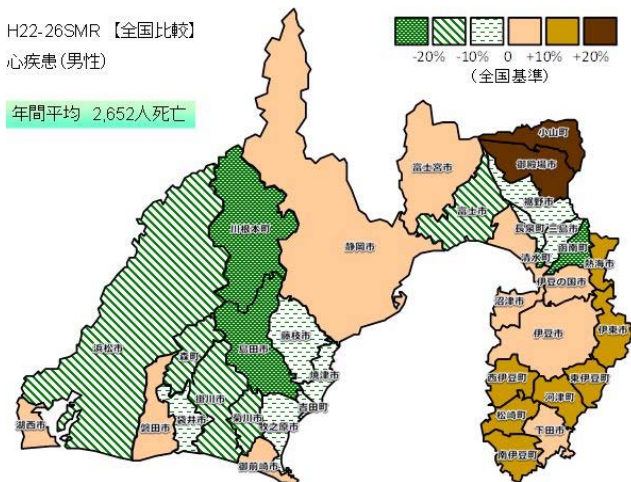 H22-26SMR 【全国比較】
心疾患(男性)
年間平均 2,652人死亡
-20% -10% 0 +10% +20%
(全国基準)
小山町
御殿場市
富士宮市
裾野市
富士市
長泉町 三島市
函南町
川根本町
静岡市
清水町
熱海市
伊豆の国市
沼津市
藤枝市
伊豆市
伊東市
島田市
浜松市
森町
焼津市
西伊豆町
東伊豆町
掛川市
吉田町
河津町
菊川市
松崎町
袋井市
牧之原市
下田市
湖西市
磐田市
御前崎市
南伊豆町